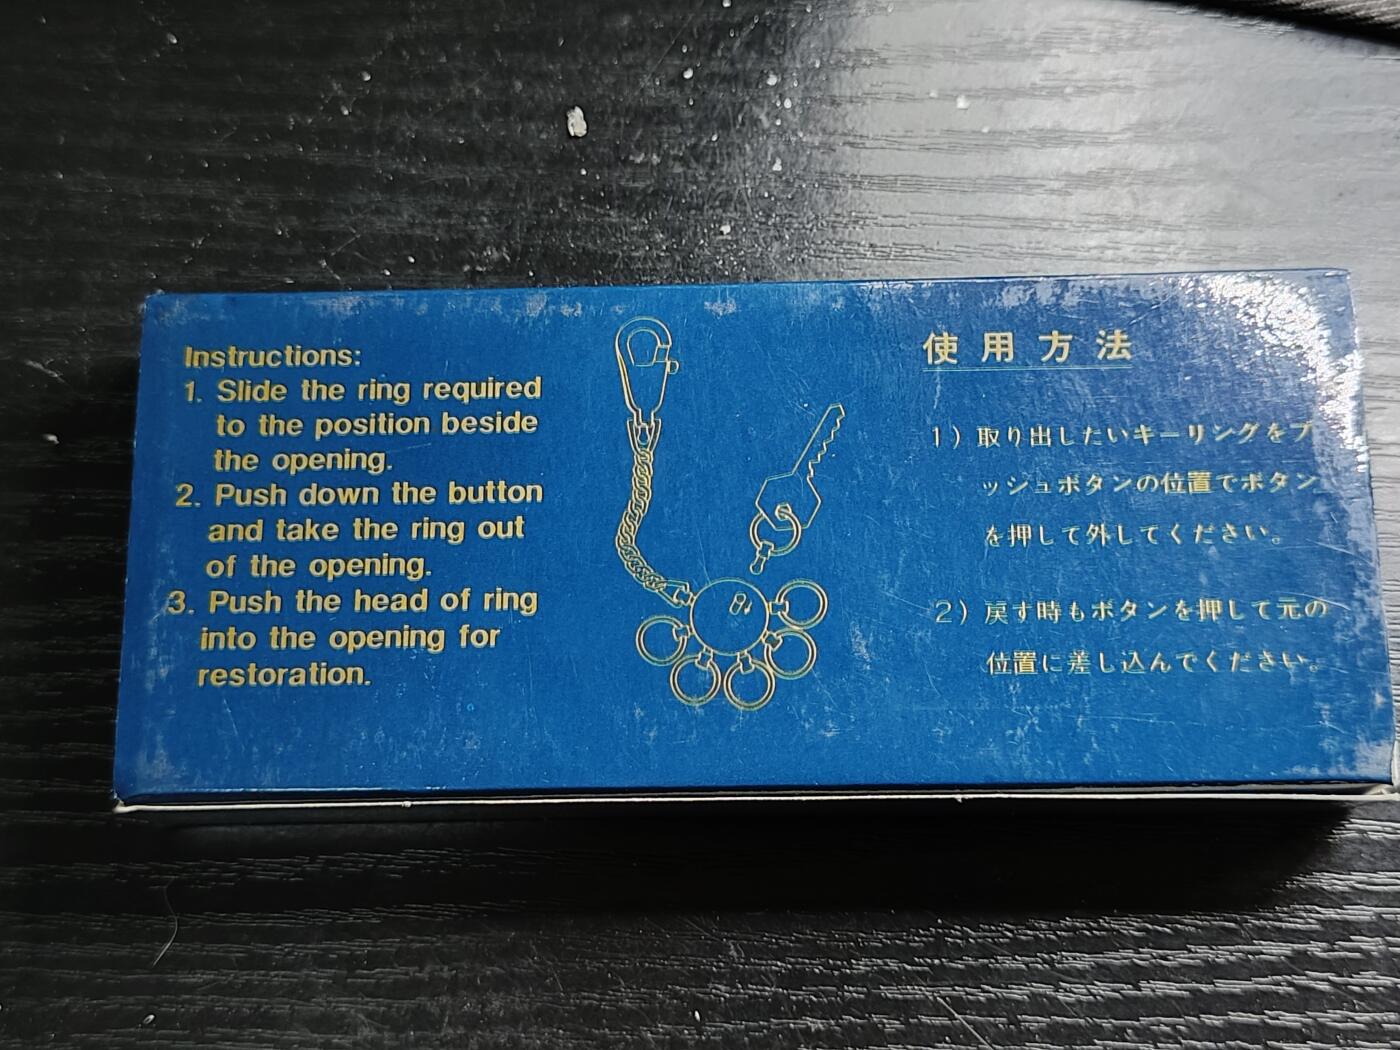 Instructions:
1. Slide the ring required
to the position beside
the opening.
2. Push down the button
and take the ring out
of the opening.
3. Push the head of ring
into the opening for
restoration.
使用方法
1) 取り出したいキーリングをプ
ッシュボタンの位置でボタン
を押して外してください。
2) 戻す時もボタンを押して元の
位置に差し込んでください。